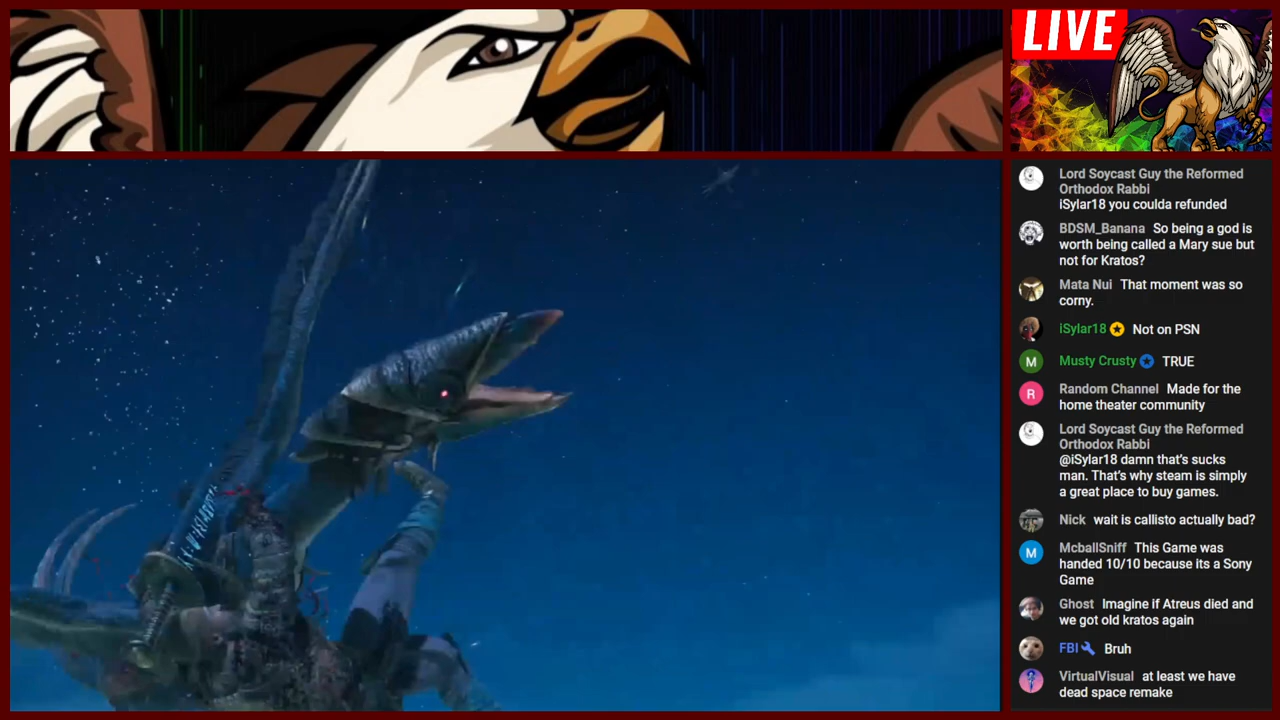 LIVE
Lord Soycast Guy the Reformed
Orthodox Rabbi
iSylar18 you coulda refunded
BDSM_Banana So being a god is
worth being called a Mary sue but
not for Kratos?
Mata Nui That moment was so
corny.
iSylar18 Not on PSN
M Musty Crusty TRUE
R Random Channel Made for the
home theater community
Lord Soycast Guy the Reformed
Orthodox Rabbi
@iSylar18 damn that's sucks
man. That's why steam is simply
a great place to buy games.
Nick wait is callisto actually bad?
M McballSniff This Game was
handed 10/10 because its a Sony
Game
Ghost Imagine if Atreus died and
we got old kratos again
FBI Bruh
VirtualVisual at least we have
dead space remake